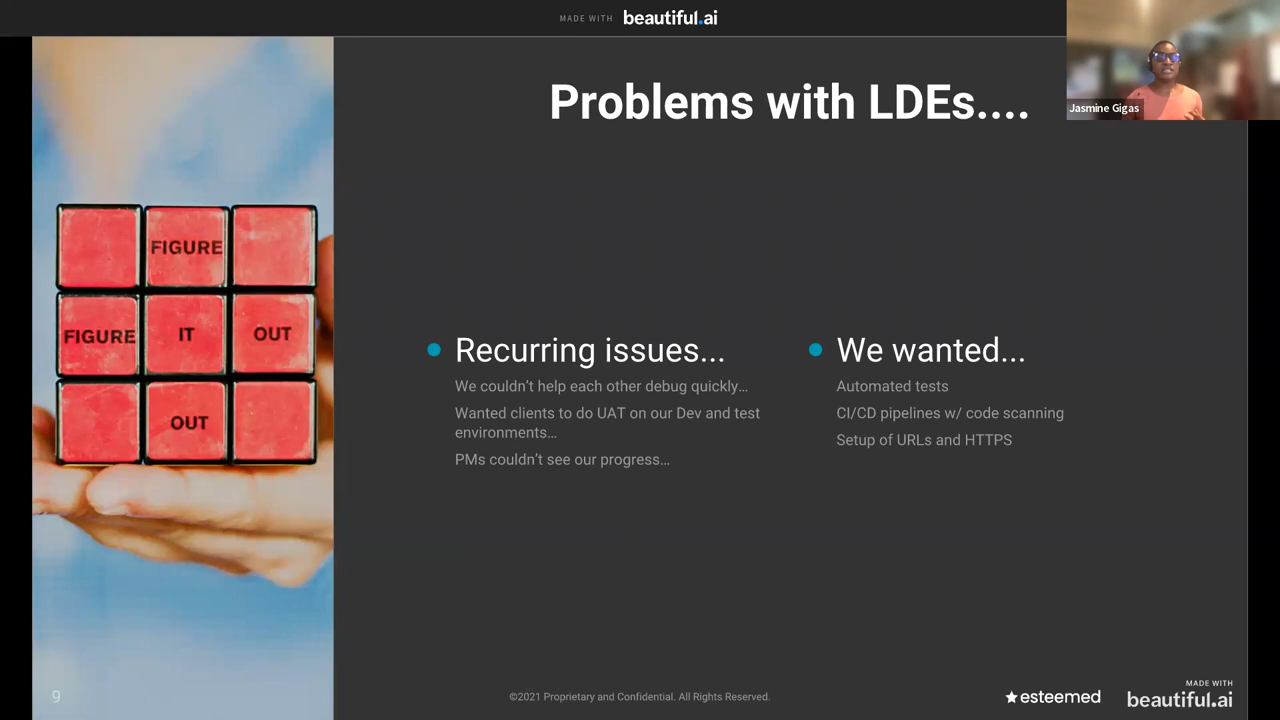 MADE WITH beautiful.ai
Jasmine Gigas
Problems with LDEs....
FIGURE
FIGURE IT OUT
OUT
Recurring issues...
We couldn't help each other debug quickly...
Wanted clients to do UAT on our Dev and test
environments...
PMs couldn't see our progress...
We wanted...
Automated tests
CI/CD pipelines w/ code scanning
Setup of URLs and HTTPS
9
©2021 Proprietary and Confidential. All Rights Reserved.
esteemed
MADE WITH
beautiful.ai